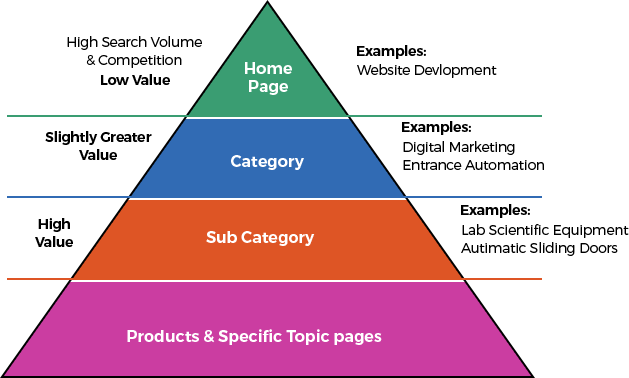 High Search Volume
& Competition
Low Value
Home
Page
Examples:
Website Devlopment
Slightly Greater
Value
Category
Examples:
Digital Marketing
Entrance Automation
High
Value
Sub Category
Examples:
Lab Scientific Equipment
Autimatic Sliding Doors
Products & Specific Topic pages